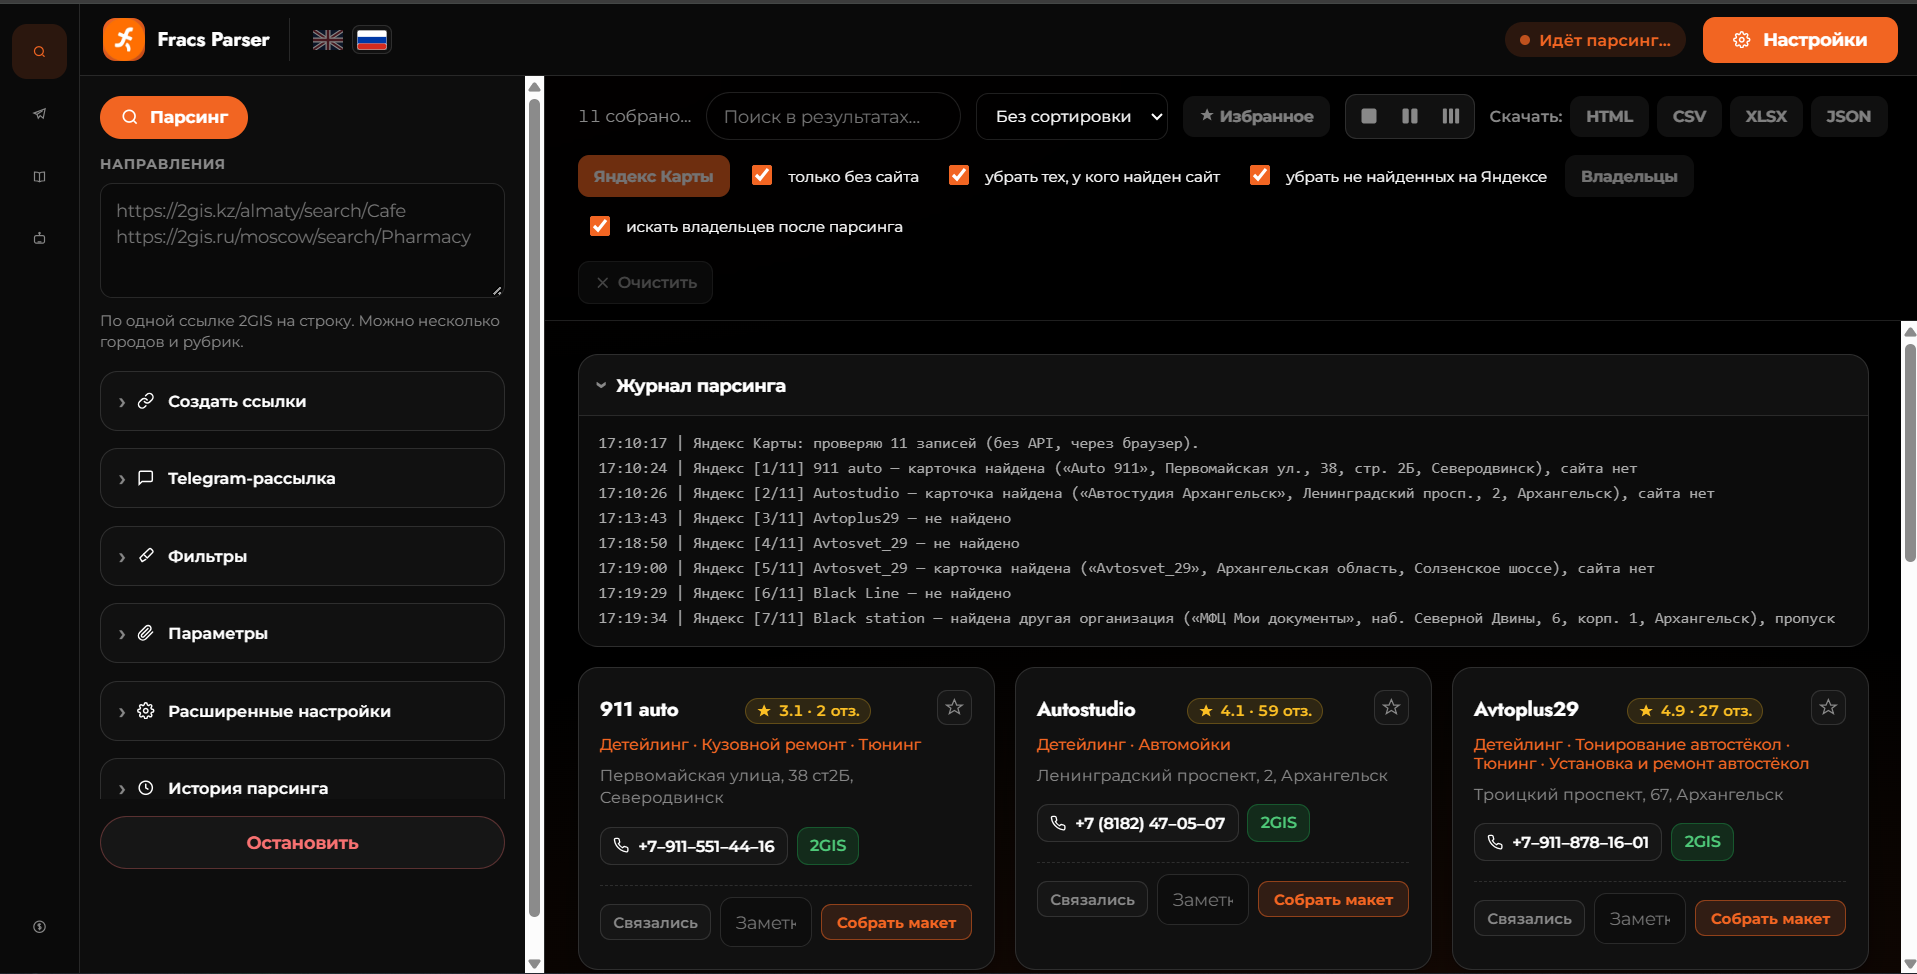 Fracs Parser
Идёт парсинг...
Настройки
Парсинг
НАПРАВЛЕНИЯ
https://2gis.kz/almaty/search/Cafe
https://2gis.ru/moscow/search/Pharmacy
По одной ссылке 2GIS на строку. Можно несколько
городов и рубрик.
Создать ссылки
Telegram-рассылка
Фильтры
Параметры
Расширенные настройки
История парсинга
Остановить
11 собрано...
Поиск в результатах...
Без сортировки
★ Избранное
Скачать:
HTML
CSV
XLSX
JSON
Яндекс Карты
только без сайта
убрать тех, у кого найден сайт
убрать не найденных на Яндексе
Владельцы
искать владельцев после парсинга
Очистить
Журнал парсинга
17:10:17 | Яндекс Карты: проверяю 11 записей (без API, через браузер).
17:10:24 | Яндекс [1/11] 911 auto — карточка найдена («Auto 911», Первомайская ул., 38, стр. 2Б, Северодвинск), сайта нет
17:10:26 | Яндекс [2/11] Autostudio — карточка найдена («Автостудия Архангельск», Ленинградский просп., 2, Архангельск), сайта нет
17:13:43 | Яндекс [3/11] Avtoplus29 — не найдено
17:18:50 | Яндекс [4/11] Avtosvet_29 — не найдено
17:19:00 | Яндекс [5/11] Avtosvet_29 — карточка найдена («Avtosvet_29», Архангельская область, Солзенское шоссе), сайта нет
17:19:29 | Яндекс [6/11] Black Line — не найдено
17:19:34 | Яндекс [7/11] Black station — найдена другая организация («МФЦ Мои документы», наб. Северной Двины, 6, корп. 1, Архангельск), пропуск
911 auto
★ 3.1 · 2 отз.
Детейлинг · Кузовной ремонт · Тюнинг
Первомайская улица, 38 ст2Б,
Северодвинск
+7‒911‒551‒44‒16
2GIS
Связались
Заметк
Собрать макет
Autostudio
★ 4.1 · 59 отз.
Детейлинг · Автомойки
Ленинградский проспект, 2, Архангельск
+7 (8182) 47‒05‒07
2GIS
Связались
Заметк
Собрать макет
Avtoplus29
★ 4.9 · 27 отз.
Детейлинг · Тонирование автостёкол ·
Тюнинг · Установка и ремонт автостёкол
Троицкий проспект, 67, Архангельск
+7‒911‒878‒16‒01
2GIS
Связались
Заметк
Собрать макет